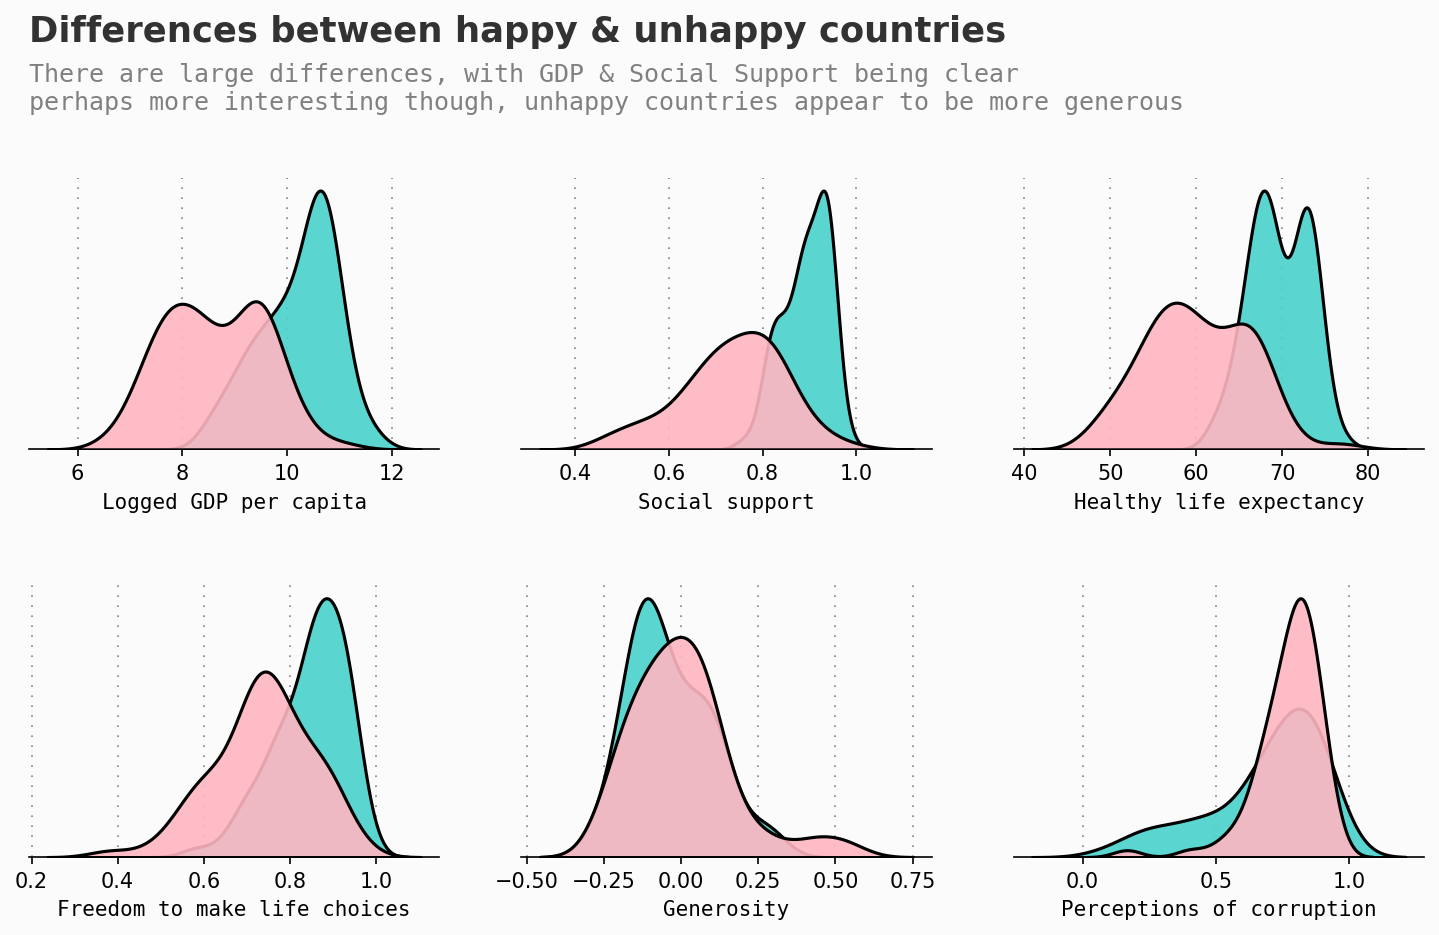 Differences between happy & unhappy countries
There are large differences, with GDP & Social Support being clear
perhaps more interesting though, unhappy countries appear to be more generous
6 8 10 12
Logged GDP per capita
0.4 0.6 0.8 1.0
Social support
40 50 60 70 80
Healthy life expectancy
0.2 0.4 0.6 0.8 1.0
Freedom to make life choices
−0.50 −0.25 0.00 0.25 0.50 0.75
Generosity
0.0 0.5 1.0
Perceptions of corruption